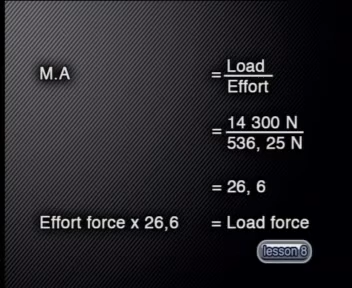 M.A = Load
Effort
= 14 300 N
536, 25 N
= 26, 6
Effort force x 26,6 = Load force
lesson 8